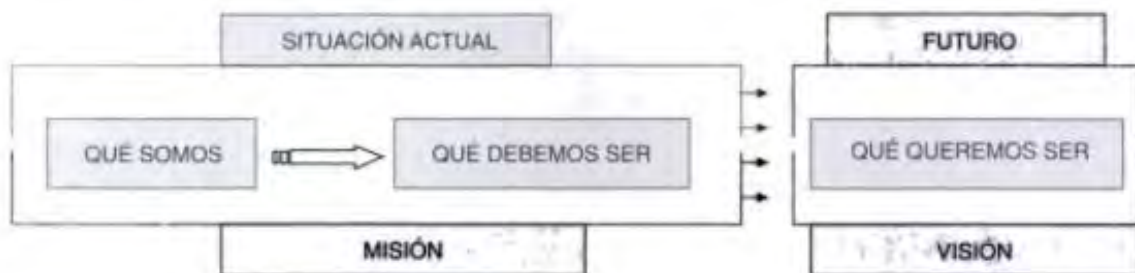 SITUACIÓN ACTUAL
FUTURO
QUÉ SOMOS
QUÉ DEBEMOS SER
QUÉ QUEREMOS SER
MISIÓN
VISIÓN